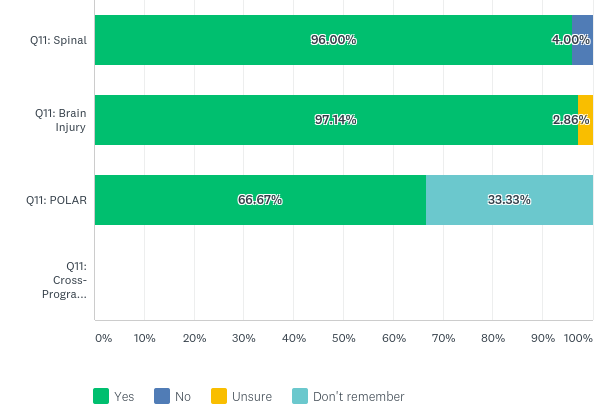 Q11: Spinal
96.00%
4.00%
Q11: Brain
Injury
97.14%
2.86%
Q11: POLAR
66.67%
33.33%
Q11:
Cross-
Progra...
0% 10% 20% 30% 40% 50% 60% 70% 80% 90% 100%
Yes No Unsure Don't remember